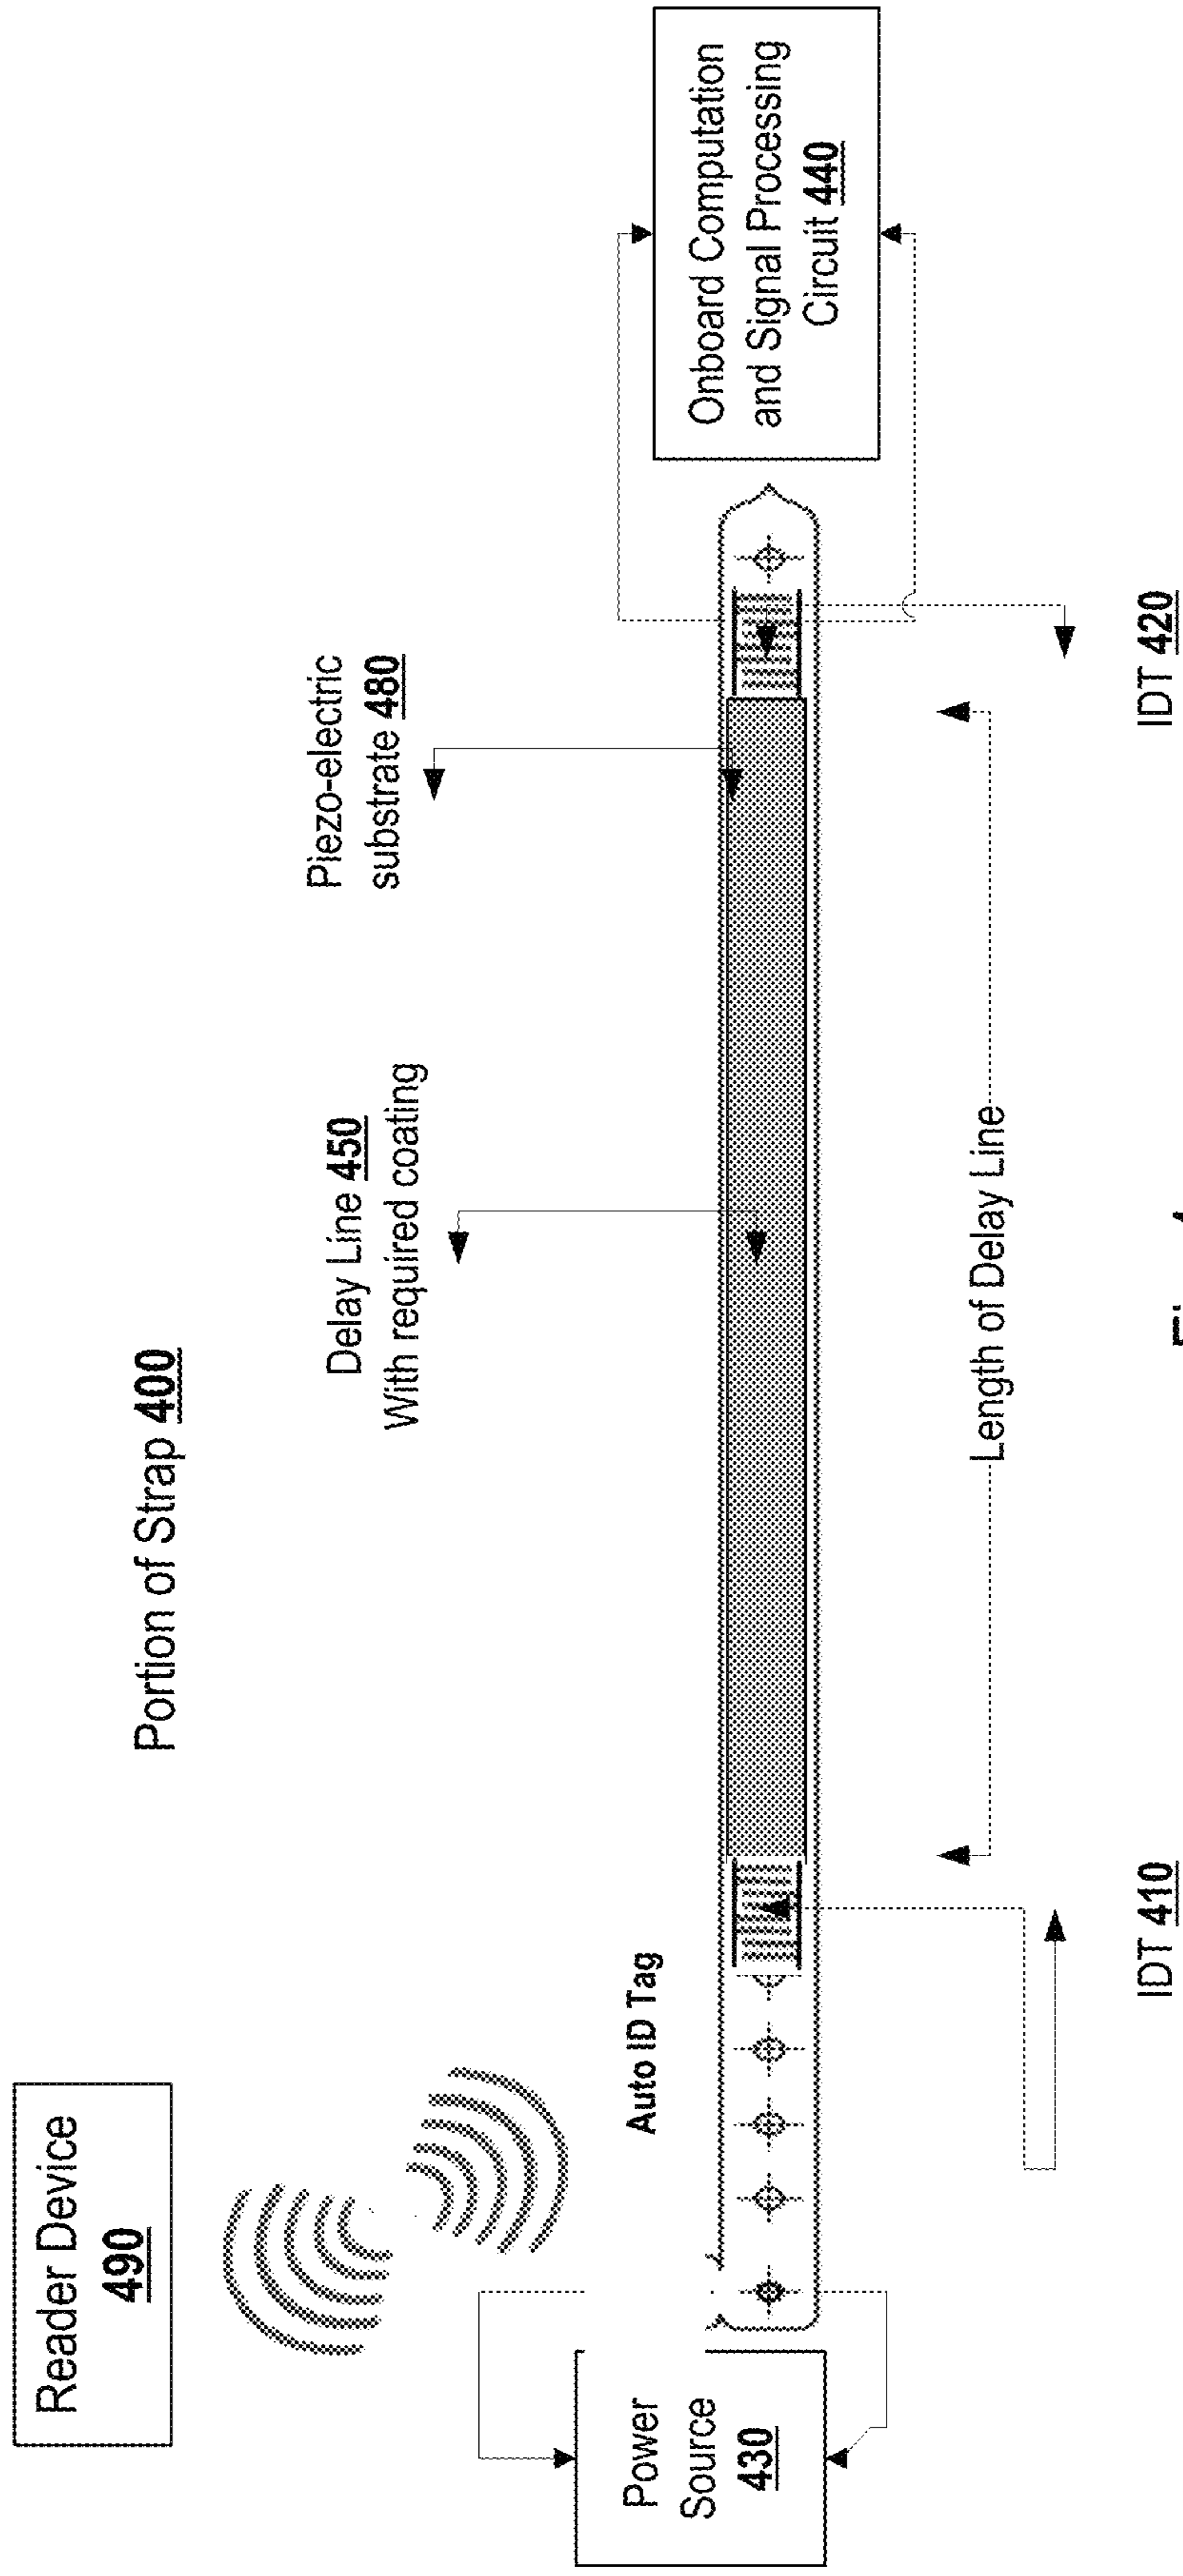 Portion of Strap 400
Reader Device
490
Delay Line 450
With required coating
Piezo-electric
substrate 480
Auto ID Tag
Power
Source
430
Onboard Computation
and Signal Processing
Circuit 440
Length of Delay Line
IDT 410
IDT 420